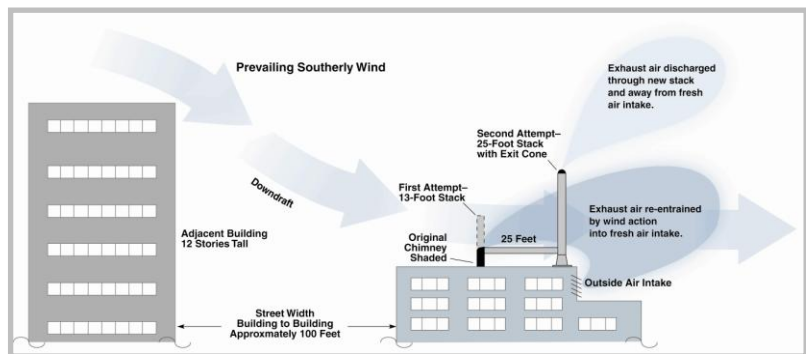 Prevailing Southerly Wind
Exhaust air discharged
through new stack
and away from fresh
air intake.
Second Attempt–
25-Foot Stack
with Exit Cone
Downdraft
First Attempt–
13-Foot Stack
Exhaust air re-entrained
by wind action
into fresh air intake.
Adjacent Building
12 Stories Tall
Original
Chimney
Shaded
25 Feet
Outside Air Intake
Street Width
Building to Building
Approxmately 100 Feet